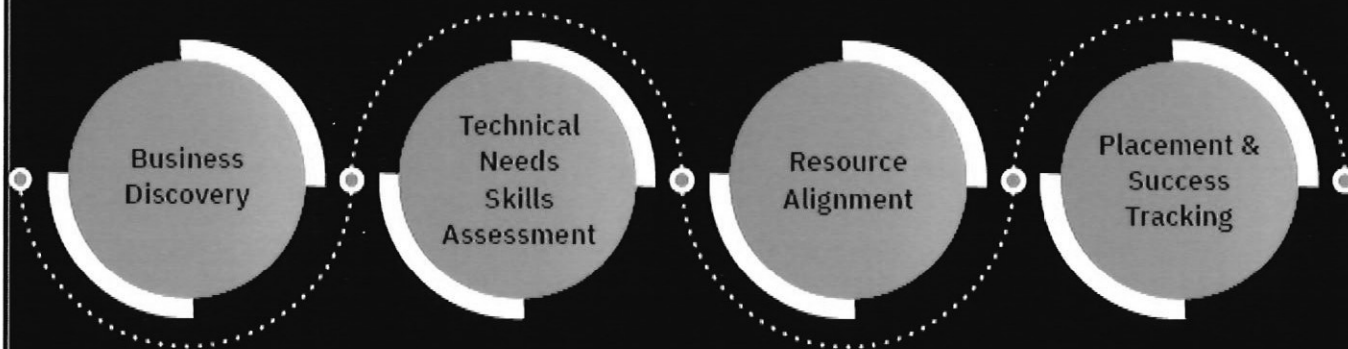 Business
Discovery
Technical
Needs
Skills
Assessment
Resource
Alignment
Placement &
Success
Tracking